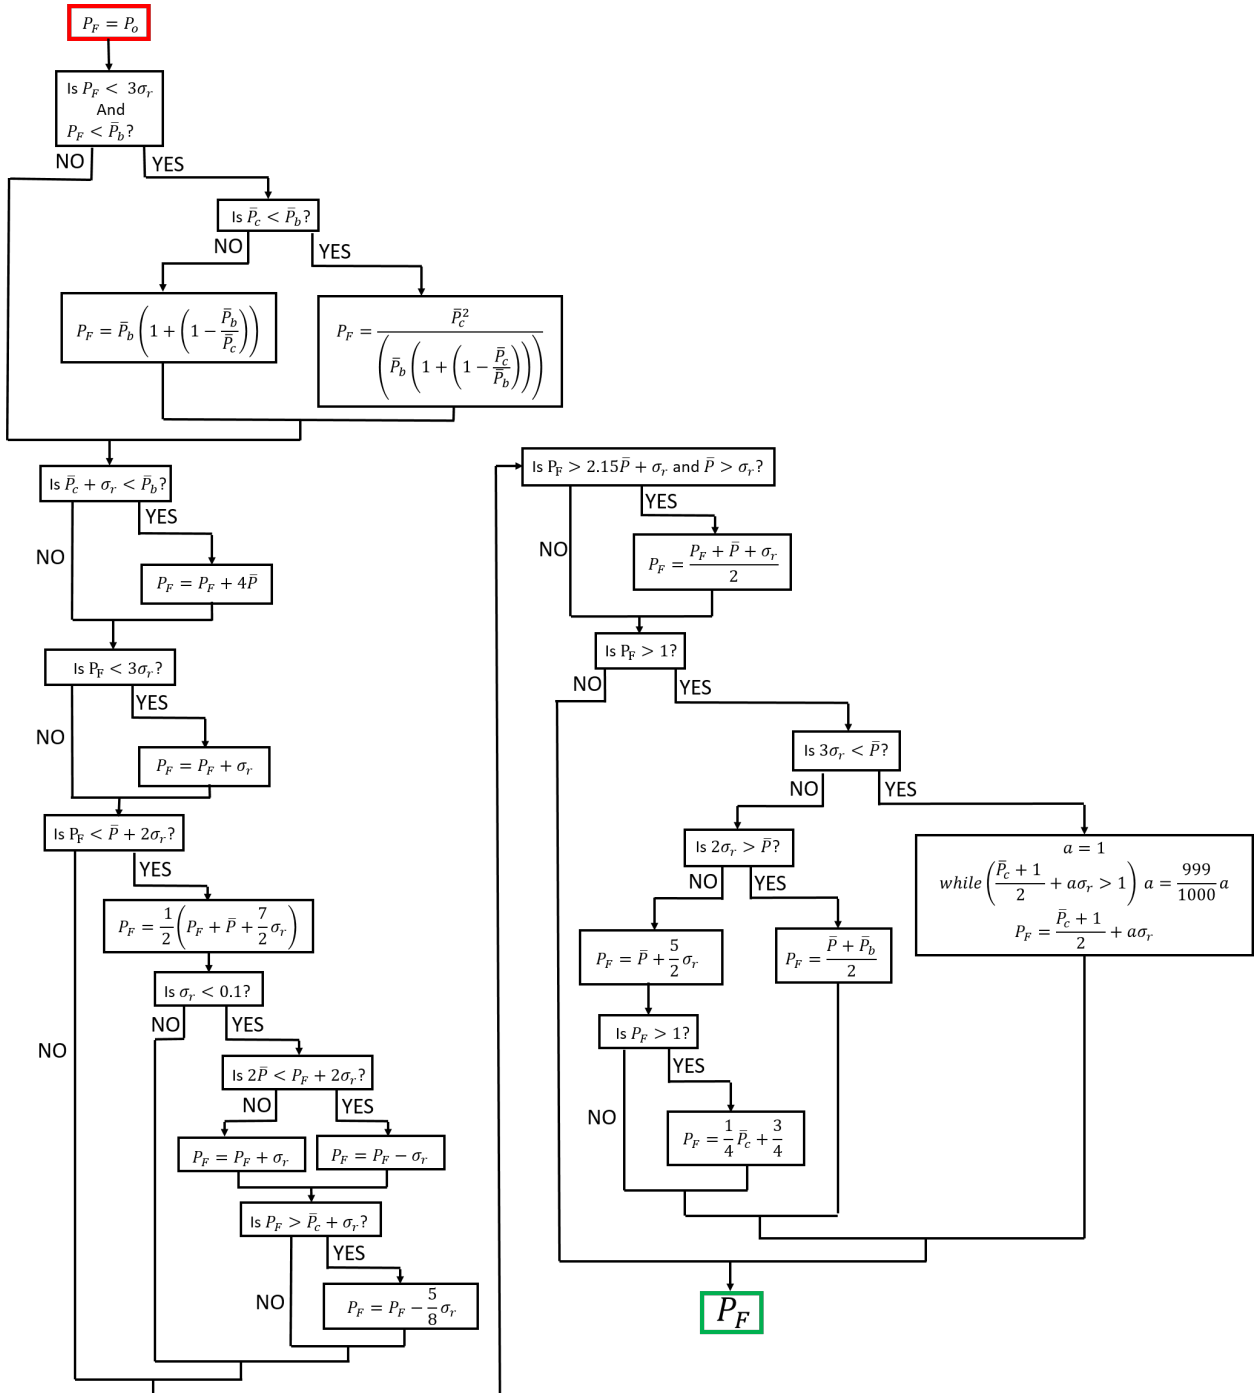 P_F = P_o
Is P_F < 3σ_r
And
P_F < P̄_b?
NO
YES
Is P̄_c < P̄_b?
NO
YES
P_F = P̄_b(1 + (1 − P̄_b/P̄_c))
P_F = P̄_c²/(P̄_b(1 + (1 − P̄_c/P̄_b)))
Is P̄_c + σ_r < P̄_b?
YES
NO
P_F = P_F + 4P̄
Is P_F < 3σ_r?
YES
NO
P_F = P_F + σ_r
Is P_F < P̄ + 2σ_r?
YES
P_F = 1/2(P_F + P̄ + 7/2 σ_r)
Is σ_r < 0.1?
NO
YES
NO
Is 2P̄ < P_F + 2σ_r?
NO
YES
P_F = P_F + σ_r
P_F = P_F − σ_r
Is P_F > P̄_c + σ_r?
YES
NO
P_F = P_F − 5/8 σ_r
Is P_F > 2.15P̄ + σ_r and P̄ > σ_r?
YES
NO
P_F = (P_F + P̄ + σ_r)/2
Is P_F > 1?
NO
YES
Is 3σ_r < P̄?
NO
YES
Is 2σ_r > P̄?
NO
YES
a = 1
while((P̄_c + 1)/2 + aσ_r > 1) a = 999/1000 a
P_F = (P̄_c + 1)/2 + aσ_r
P_F = P̄ + 5/2 σ_r
P_F = (P̄ + P̄_b)/2
Is P_F > 1?
YES
NO
P_F = 1/4 P̄_c + 3/4
P_F